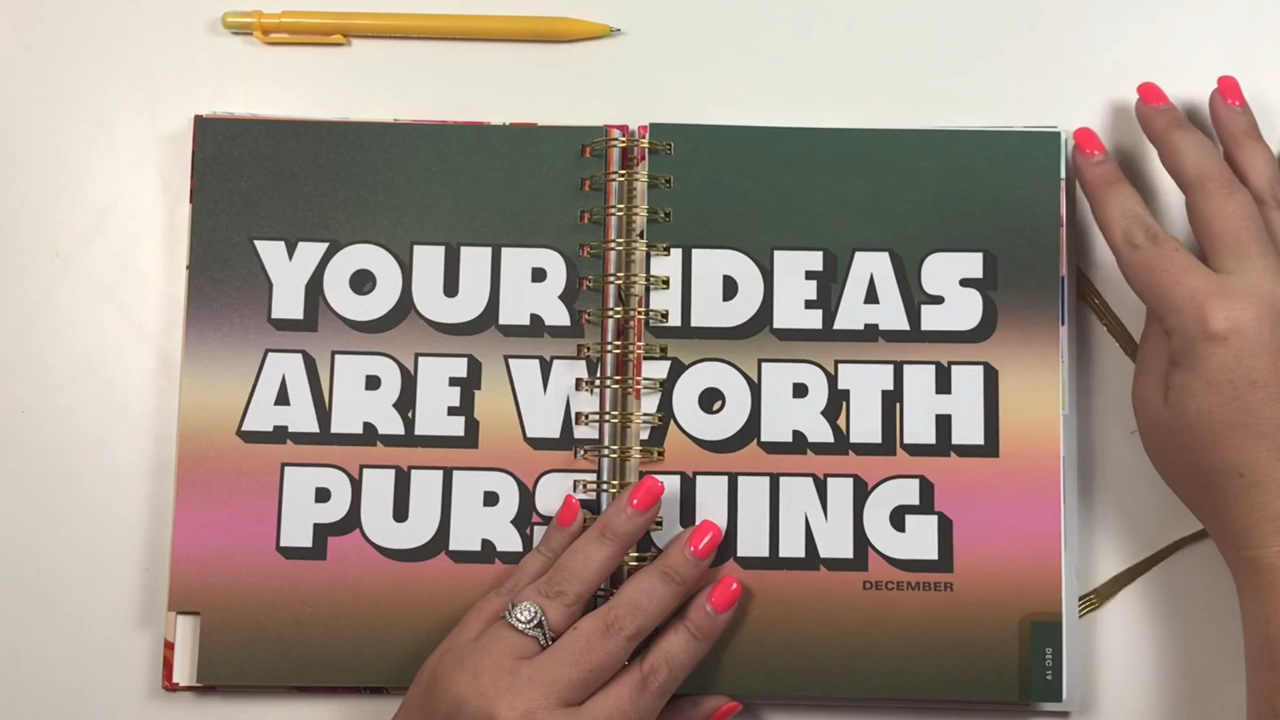 YOUR IDEAS
ARE WORTH
PURSUING
DECEMBER
DEC 19